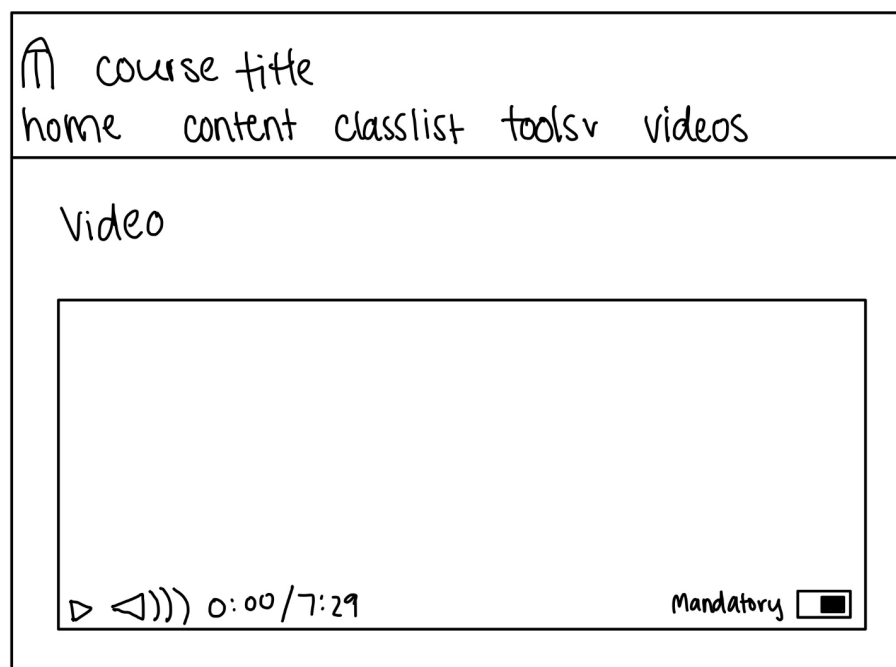 course title
home content classlist tools v videos
Video
0:00/7:29 Mandatory